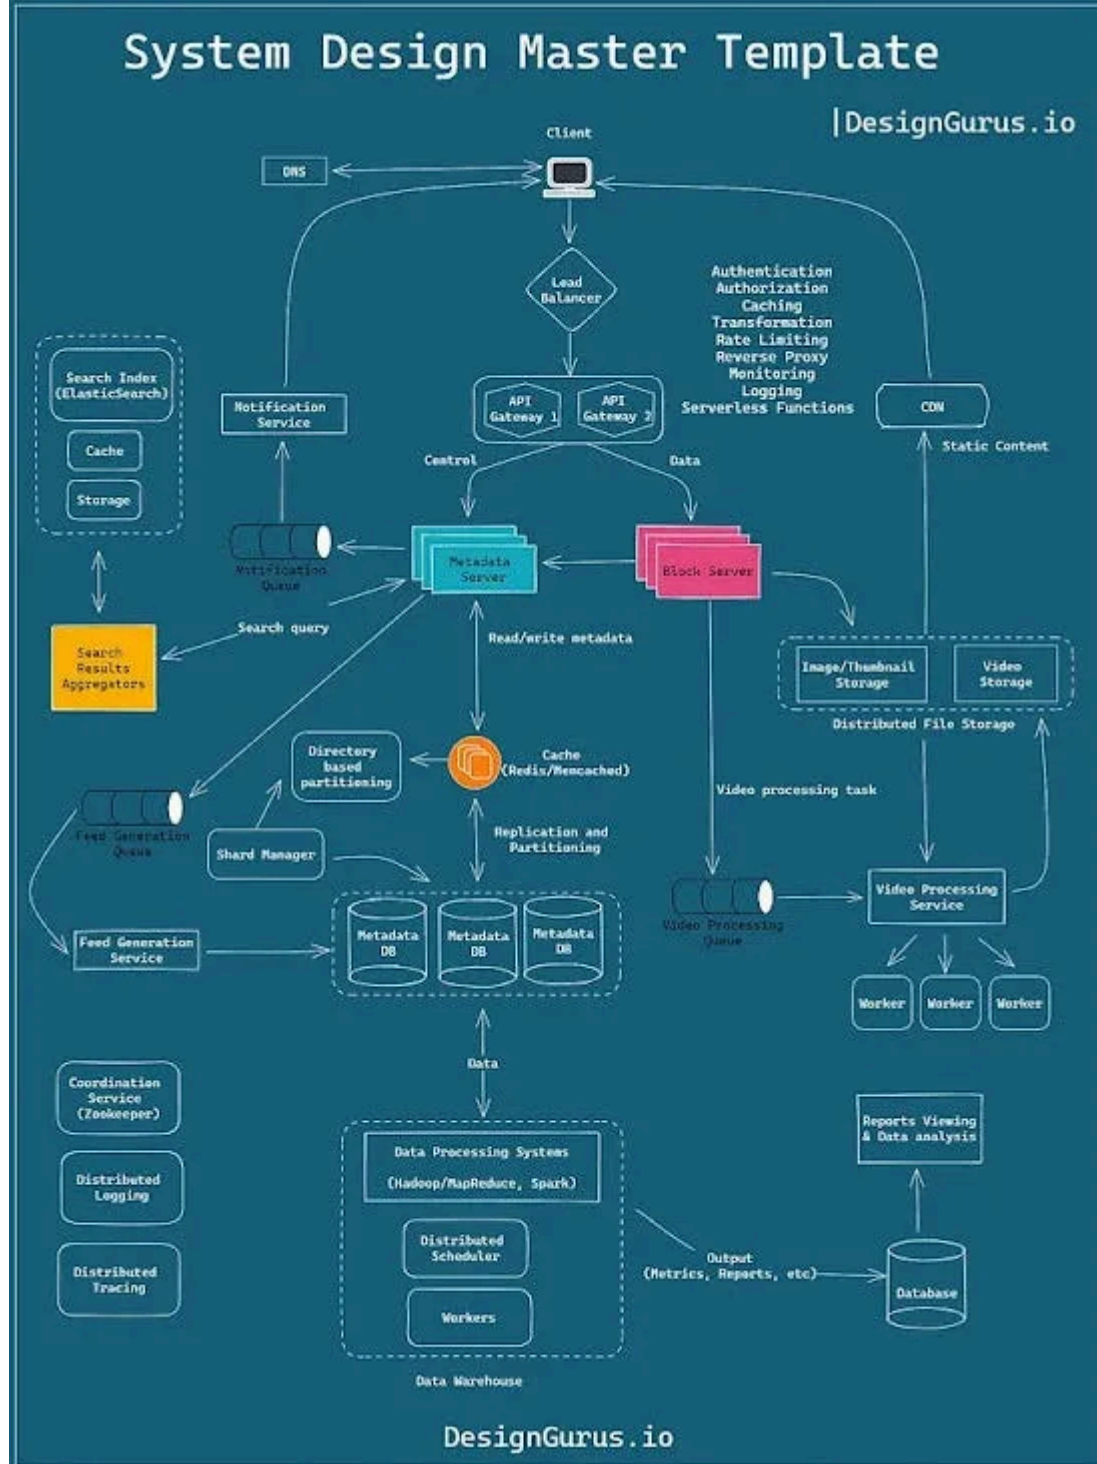 System Design Master Template
|DesignGurus.io
Client
DNS
Load
Balancer
Authentication
Authorization
Caching
Transformation
Rate Limiting
Reverse Proxy
Monitoring
Logging
Serverless Functions
Search Index
(ElasticSearch)
Cache
Storage
Notification
Service
API
Gateway 1
API
Gateway 2
CDN
Static Content
Control
Data
Notification
Queue
Metadata
Server
Block Server
Search query
Read/write metadata
Search
Results
Aggregators
Image/Thumbnail
Storage
Video
Storage
Distributed File Storage
Directory
based
partitioning
Cache
(Redis/Memcached)
Video processing task
Feed Generation
Queue
Shard Manager
Replication and
Partitioning
Video Processing
Queue
Video Processing
Service
Feed Generation
Service
Metadata
DB
Metadata
DB
Metadata
DB
Worker
Worker
Worker
Data
Coordination
Service
(Zookeeper)
Distributed
Logging
Distributed
Tracing
Data Processing Systems
(Hadoop/MapReduce, Spark)
Distributed
Scheduler
Workers
Data Warehouse
Output
(Metrics, Reports, etc)
Reports Viewing
& Data analysis
Database
DesignGurus.io